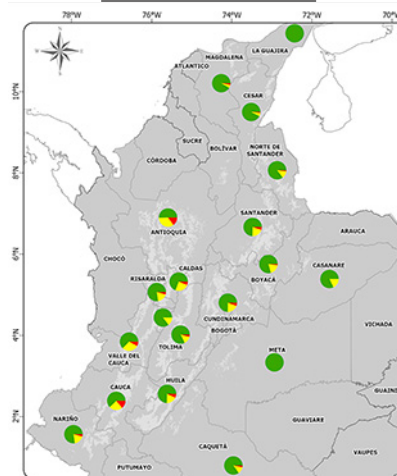 78°W 76°W 74°W 72°W
LA GUAJIRA
MAGDALENA
ATLANTICO
10°N
CESAR
SUCRE
BOLÍVAR
NORTE DE
SANTANDER
8°N
CÓRDOBA
SANTANDER
ANTIOQUIA
ARAUCA
6°N
CHOCÓ
CALDAS
BOYACÁ
CASANARE
RISARALDA
CUNDINAMARCA
BOGOTÁ
VICHADA
4°N
TOLIMA
VALLE DEL
CAUCA
META
HUILA
CAUCA
GUAINI
2°N
NARIÑO
GUAVIARE
CAQUETÁ
VAUPES
PUTUMAYO